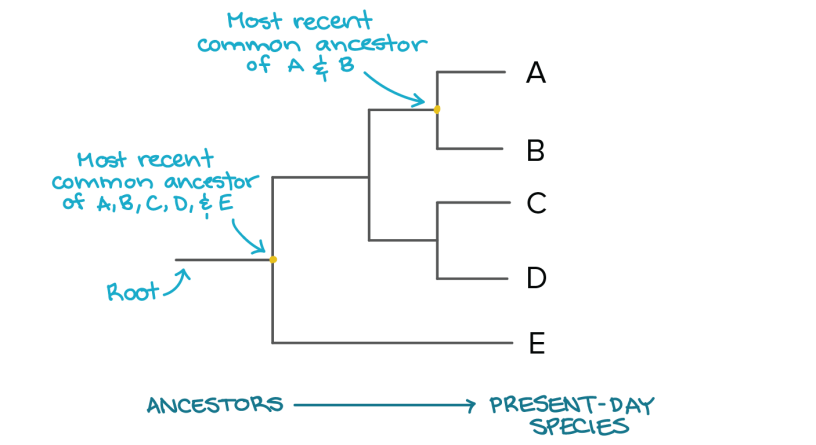 Most recent
common ancestor
of A & B
A
B
Most recent
common ancestor
of A, B, C, D, & E
C
Root
D
E
ANCESTORS
PRESENT-DAY
SPECIES